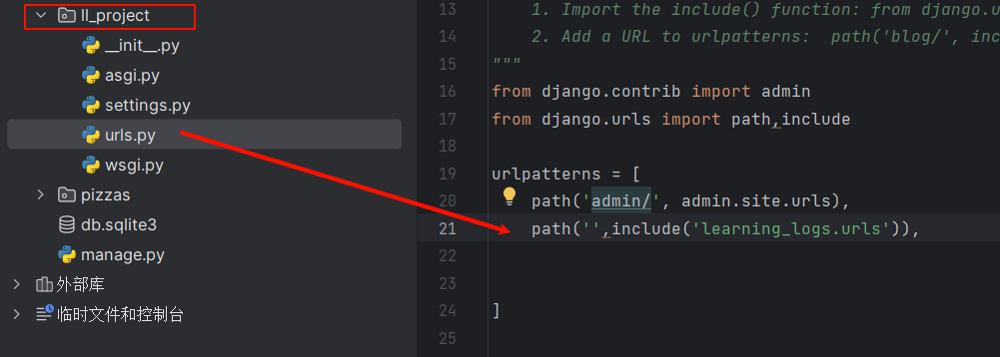 ll_project
__init__.py
asgi.py
settings.py
urls.py
wsgi.py
pizzas
db.sqlite3
manage.py
外部库
临时文件和控制台
13 1. Import the include() function: from django.u
14 2. Add a URL to urlpatterns:  path('blog/', inc
15 """
16 from django.contrib import admin
17 from django.urls import path,include
18
19 urlpatterns = [
20 path('admin/', admin.site.urls),
21 path('',include('learning_logs.urls')),
22
23
24 ]
25